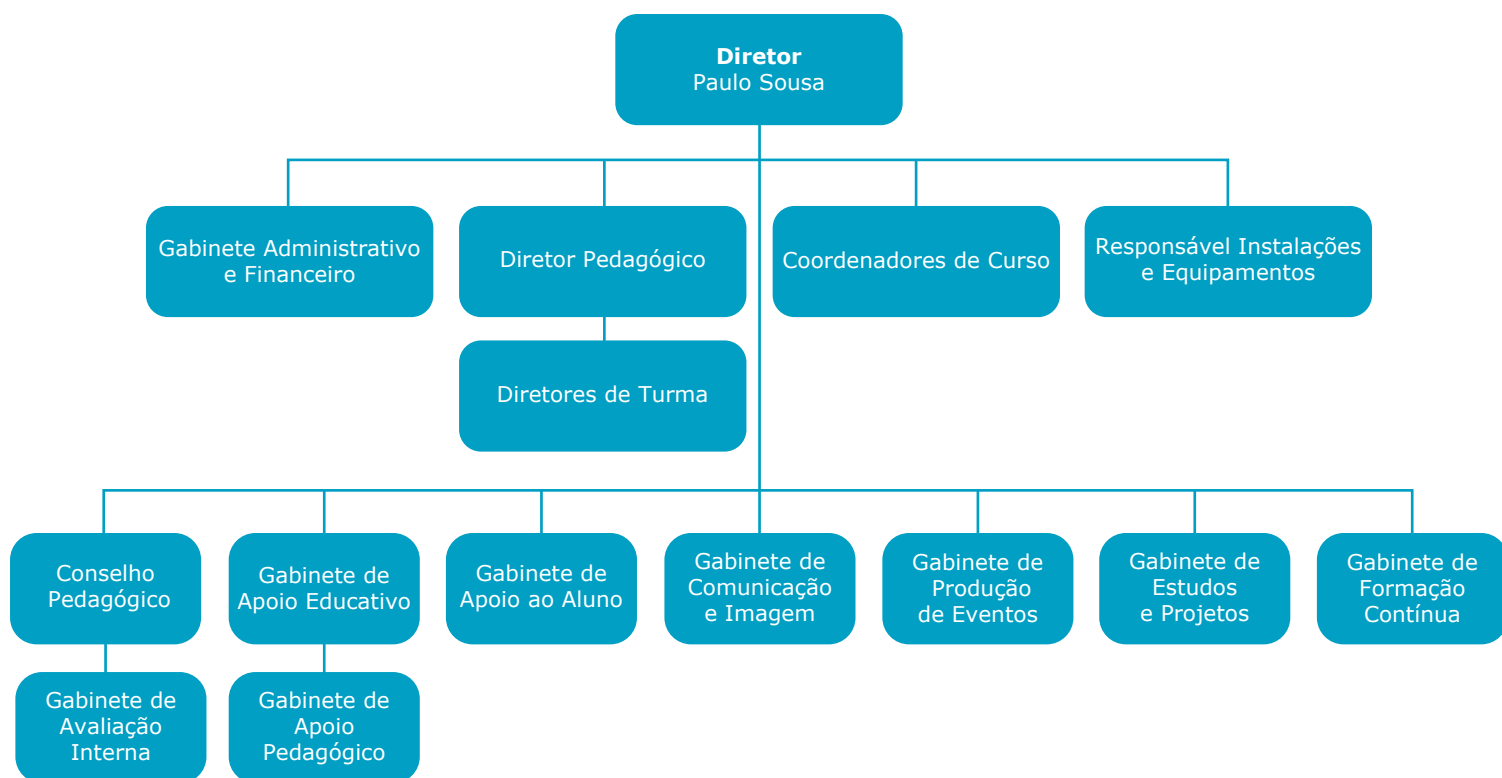 Diretor
Paulo Sousa
Gabinete Administrativo
e Financeiro
Diretor Pedagógico
Coordenadores de Curso
Responsável Instalações
e Equipamentos
Diretores de Turma
Conselho
Pedagógico
Gabinete de
Apoio Educativo
Gabinete de
Apoio ao Aluno
Gabinete de
Comunicação
e Imagem
Gabinete de
Produção
de Eventos
Gabinete de
Estudos
e Projetos
Gabinete de
Formação
Contínua
Gabinete de
Avaliação
Interna
Gabinete de
Apoio
Pedagógico